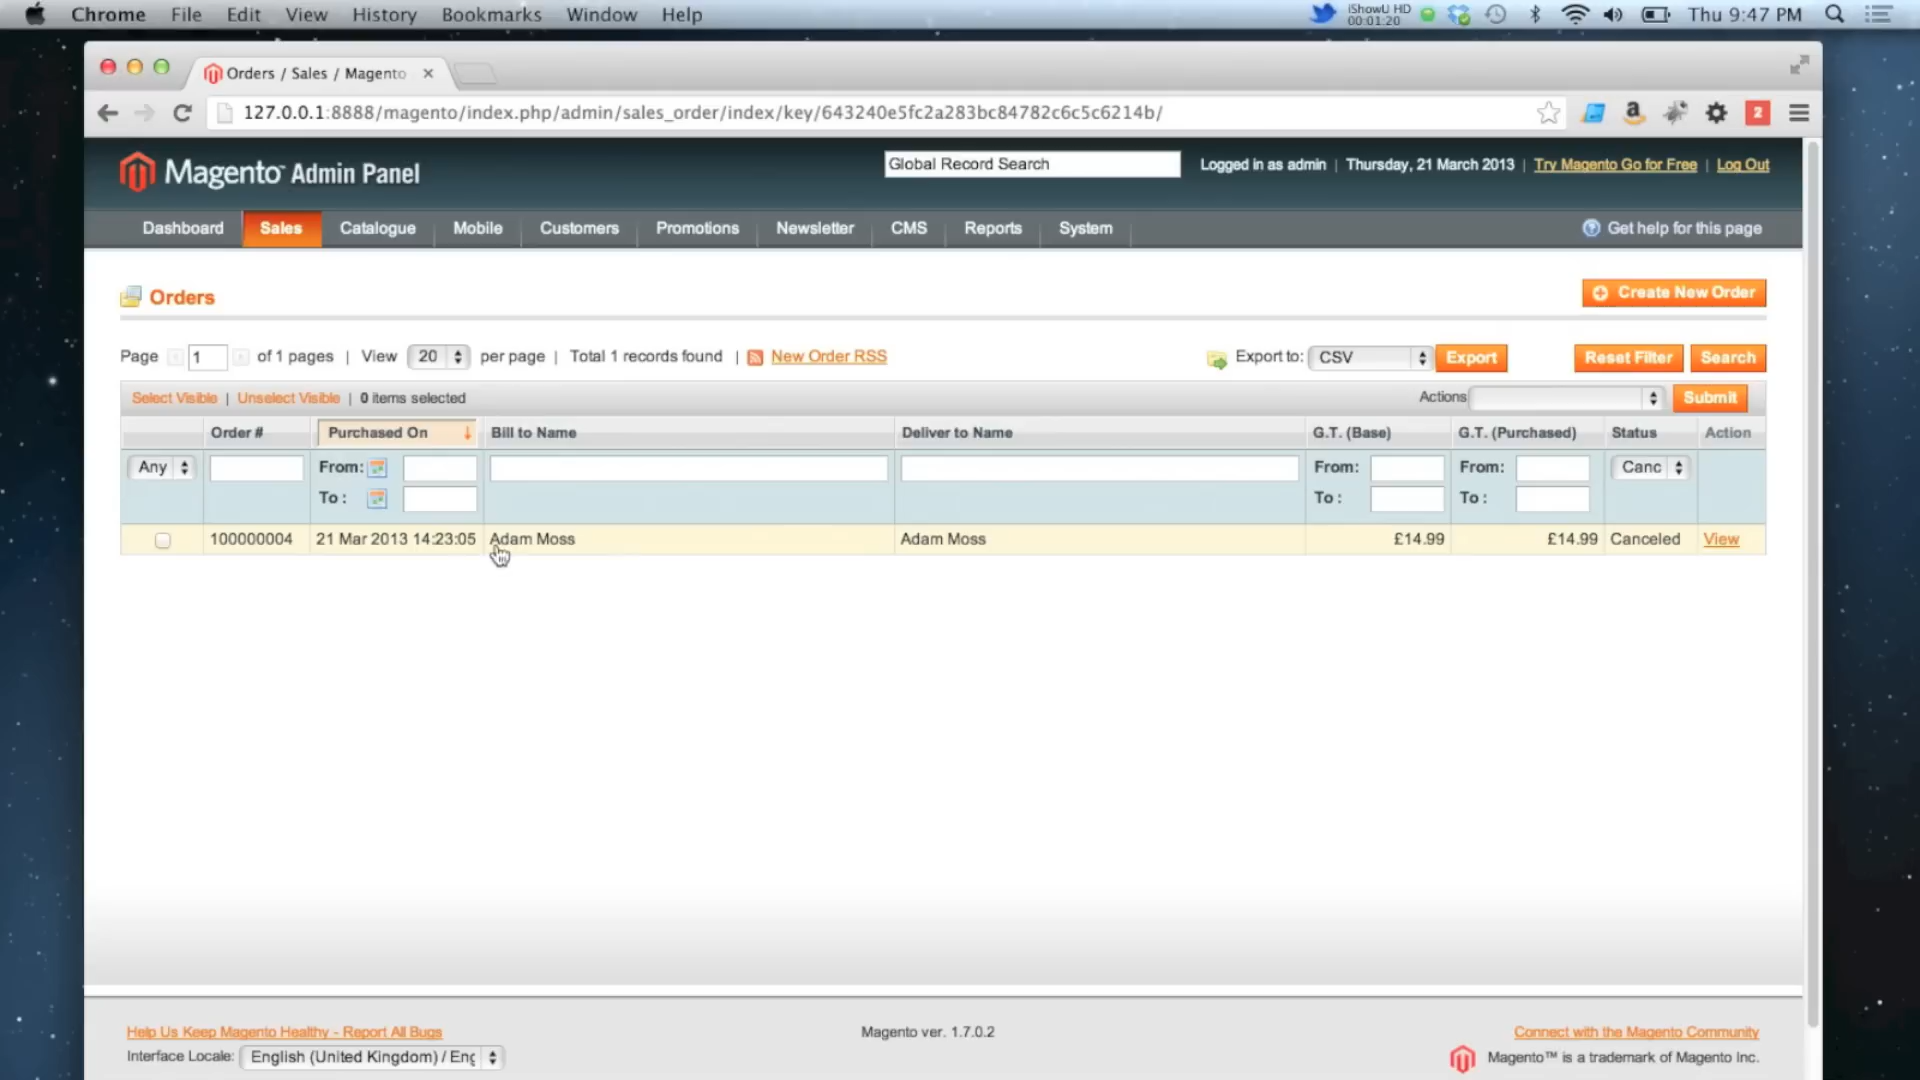 Chrome File Edit View History Bookmarks Window Help
iShowU HD
00:01:20
Thu 9:47 PM
Orders / Sales / Magento
127.0.0.1:8888/magento/index.php/admin/sales_order/index/key/643240e5fc2a283bc84782c6c5c6214b/
2
Magento™ Admin Panel
Global Record Search
Logged in as admin | Thursday, 21 March 2013 | Try Magento Go for Free | Log Out
Dashboard Sales Catalogue Mobile Customers Promotions Newsletter CMS Reports System
Get help for this page
Orders
Create New Order
Page 1 of 1 pages | View 20 per page | Total 1 records found | New Order RSS
Export to: CSV Export Reset Filter Search
Select Visible | Unselect Visible | 0 items selected
Actions Submit
Order # Purchased On Bill to Name Deliver to Name G.T. (Base) G.T. (Purchased) Status Action
Any From: From: From: Canc
To : To : To :
100000004 21 Mar 2013 14:23:05 Adam Moss Adam Moss £14.99 £14.99 Canceled View
Help Us Keep Magento Healthy - Report All Bugs
Magento ver. 1.7.0.2
Connect with the Magento Community
Interface Locale: English (United Kingdom) / Eng
Magento™ is a trademark of Magento Inc.